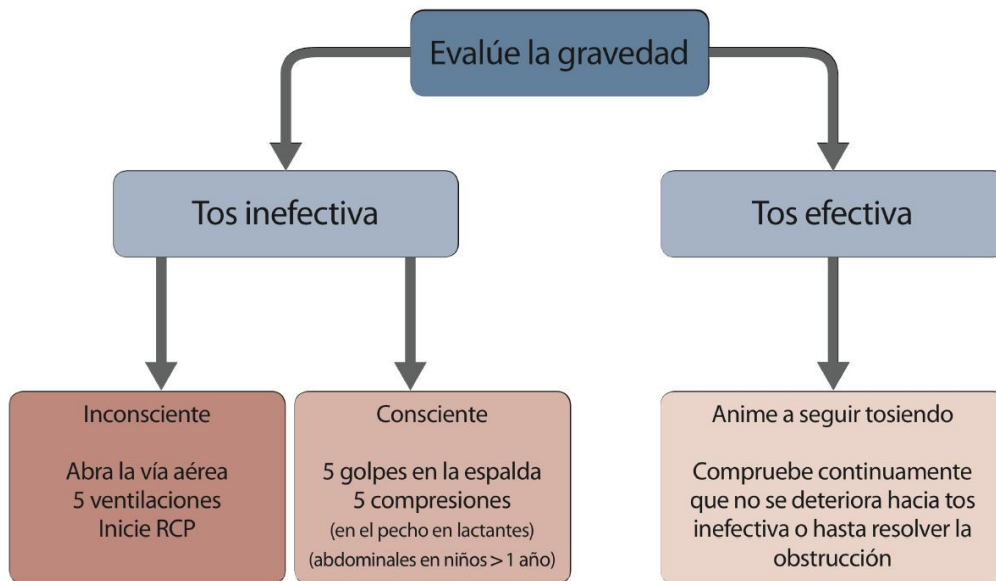 Evalúe la gravedad
Tos inefectiva
Tos efectiva
Inconsciente
Abra la vía aérea
5 ventilaciones
Inicie RCP
Consciente
5 golpes en la espalda
5 compresiones
(en el pecho en lactantes)
(abdominales en niños > 1 año)
Anime a seguir tosiendo
Compruebe continuamente
que no se deteriora hacia tos
inefectiva o hasta resolver la
obstrucción